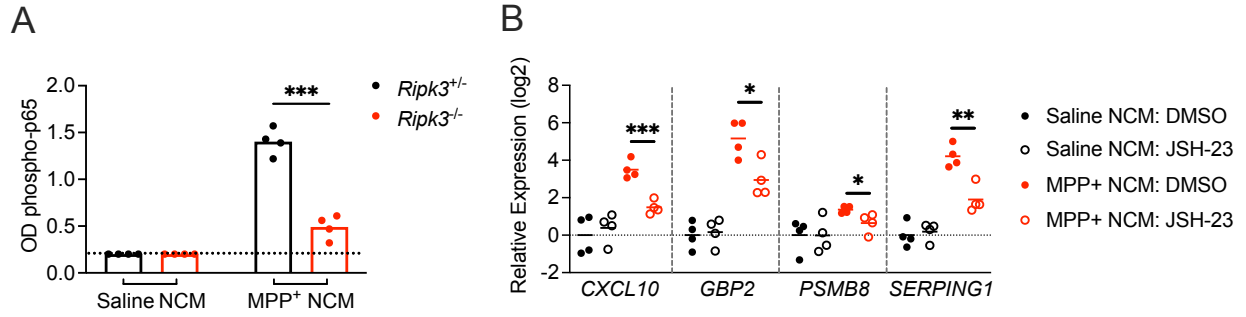 A
OD phospho-p65
2.0
1.5
1.0
0.5
0.0
***
Saline NCM
MPP⁺ NCM
Ripk3⁺/⁻
Ripk3⁻/⁻
B
Relative Expression (log2)
8
6
4
2
0
-2
***
*
*
**
CXCL10
GBP2
PSMB8
SERPING1
Saline NCM: DMSO
Saline NCM: JSH-23
MPP+ NCM: DMSO
MPP+ NCM: JSH-23